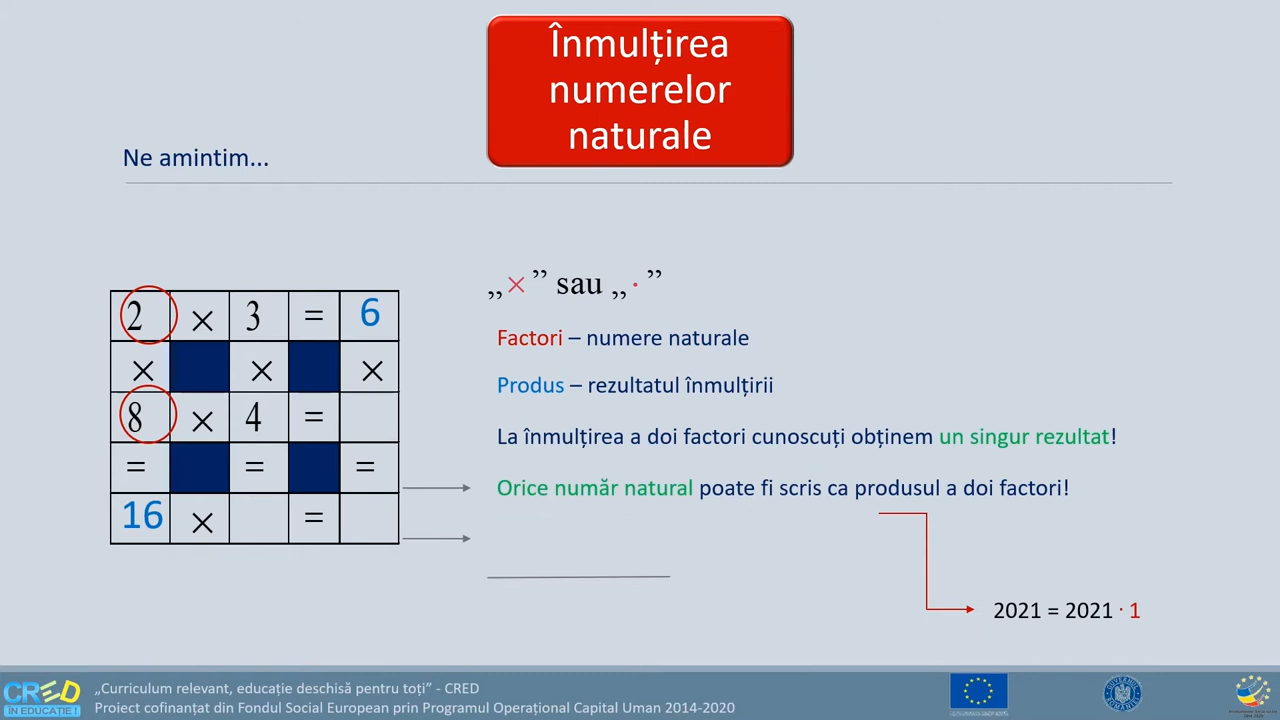 Înmulțirea
numerelor
naturale
Ne amintim...
2 × 3 = 6
× × ×
8 × 4 =
= = =
16 × =
„× ” sau „· ”
Factori – numere naturale
Produs – rezultatul înmulțirii
La înmulțirea a doi factori cunoscuți obținem un singur rezultat!
Orice număr natural poate fi scris ca produsul a doi factori!
2021 = 2021 · 1
CRED
ÎN EDUCAȚIE !
„Curriculum relevant, educație deschisă pentru toți” - CRED
Proiect cofinanțat din Fondul Social European prin Programul Operațional Capital Uman 2014-2020